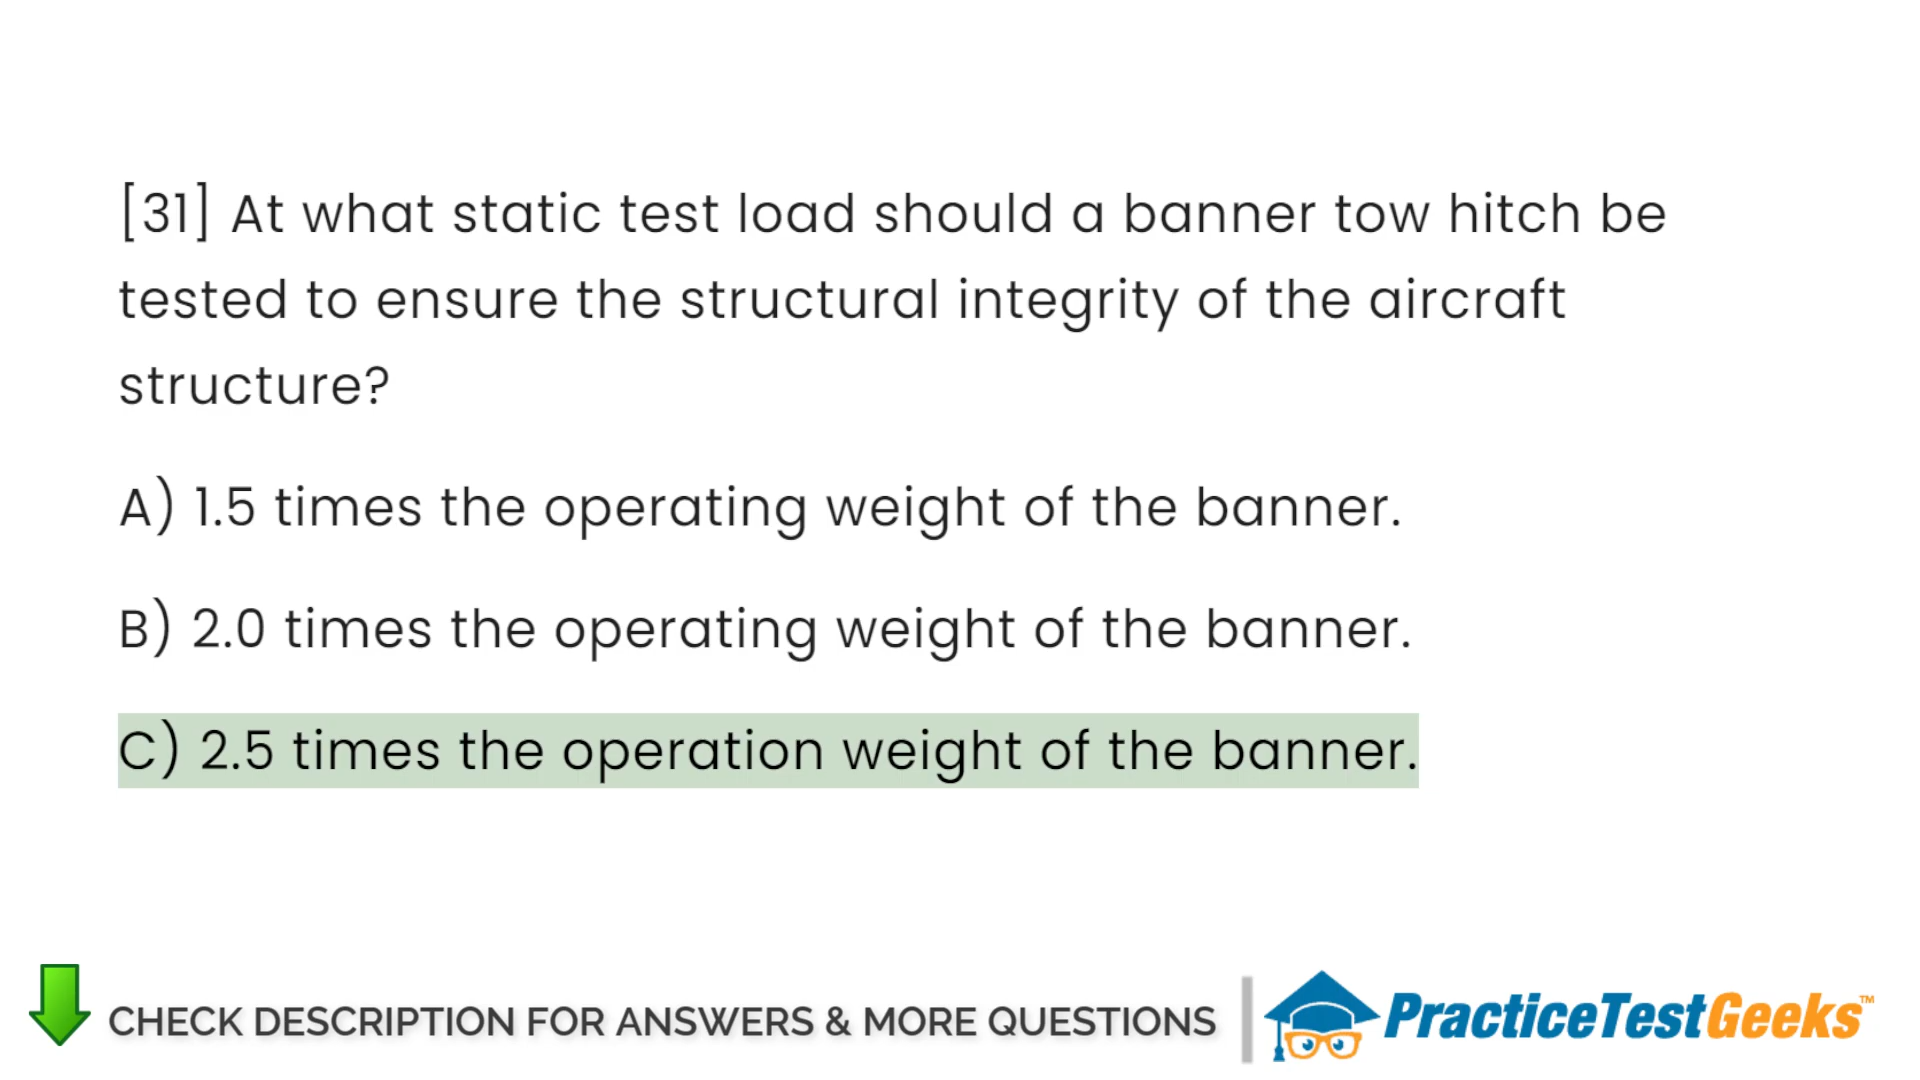 [31] At what static test load should a banner tow hitch be
tested to ensure the structural integrity of the aircraft
structure?
A) 1.5 times the operating weight of the banner.
B) 2.0 times the operating weight of the banner.
C) 2.5 times the operation weight of the banner.
CHECK DESCRIPTION FOR ANSWERS & MORE QUESTIONS
PracticeTestGeeks™